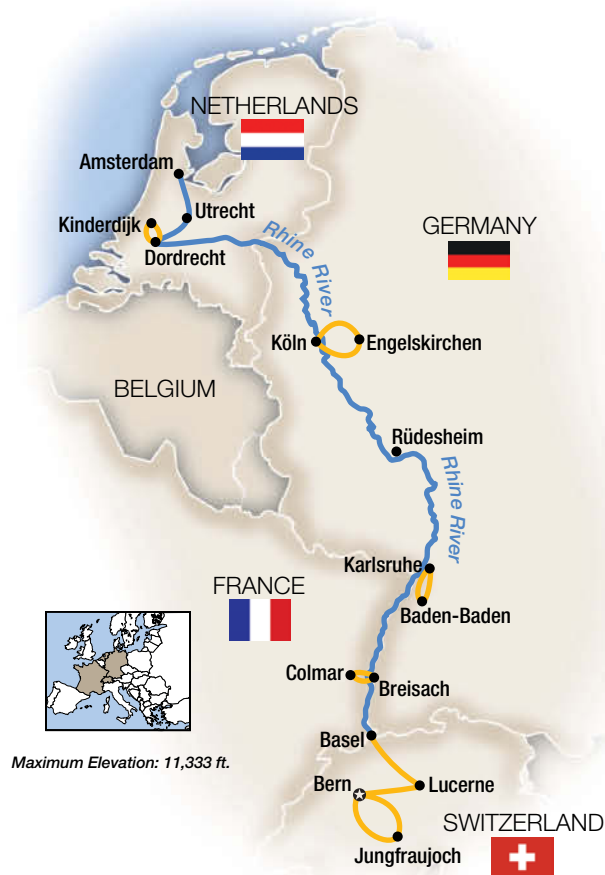 NETHERLANDS
Amsterdam
Utrecht
Kinderdijk
Dordrecht
Rhine River
GERMANY
Köln
Engelskirchen
BELGIUM
Rüdesheim
Rhine River
Karlsruhe
FRANCE
Baden-Baden
Colmar
Breisach
Basel
Maximum Elevation: 11,333 ft.
Bern
Lucerne
SWITZERLAND
Jungfraujoch